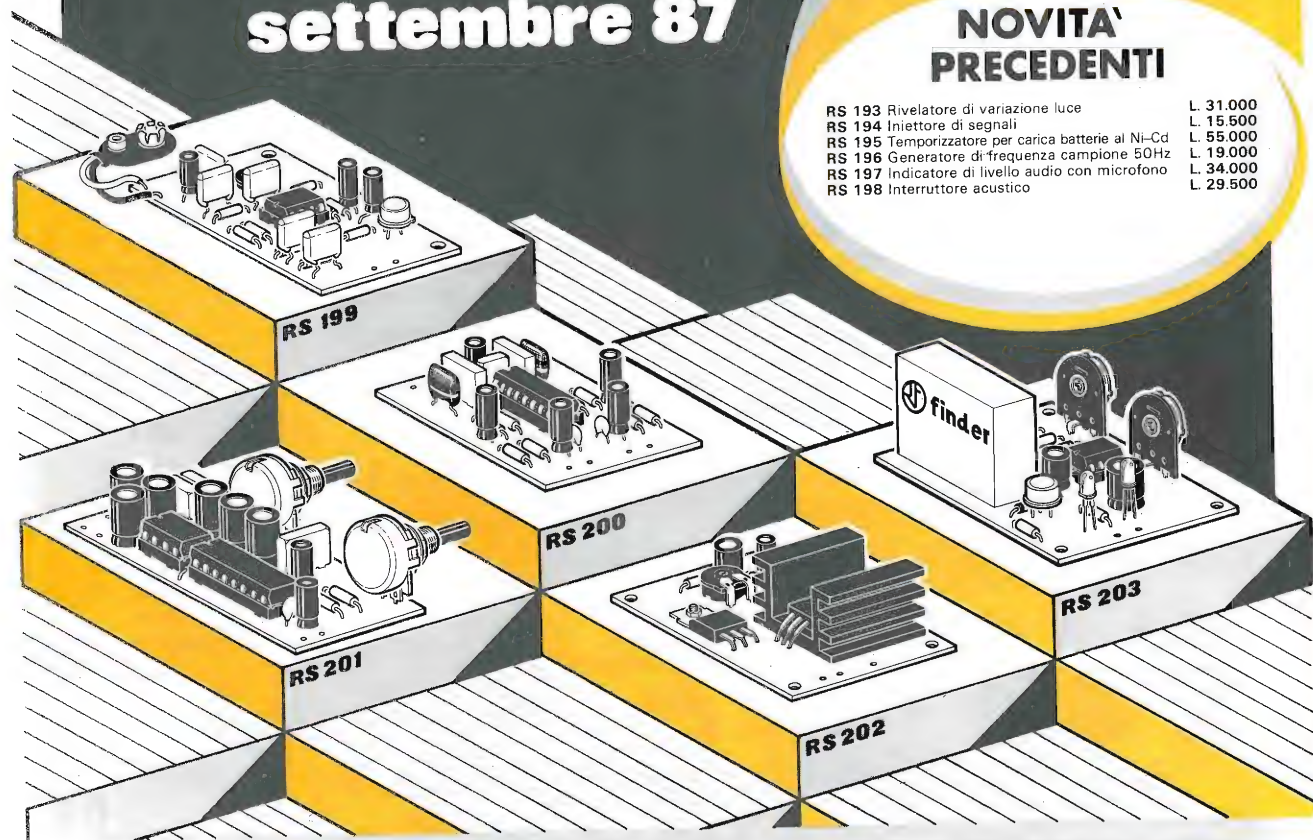 settembre 87
NOVITA'
PRECEDENTI
RS 193 Rivelatore di variazione luce L. 31.000
RS 194 Iniettore di segnali L. 15.500
RS 195 Temporizzatore per carica batterie al Ni-Cd L. 55.000
RS 196 Generatore di frequenza campione 50Hz L. 19.000
RS 197 Indicatore di livello audio con microfono L. 34.000
RS 198 Interruttore acustico L. 29.500
RS 199
finder
RS 200
RS 203
RS 201
RS 202